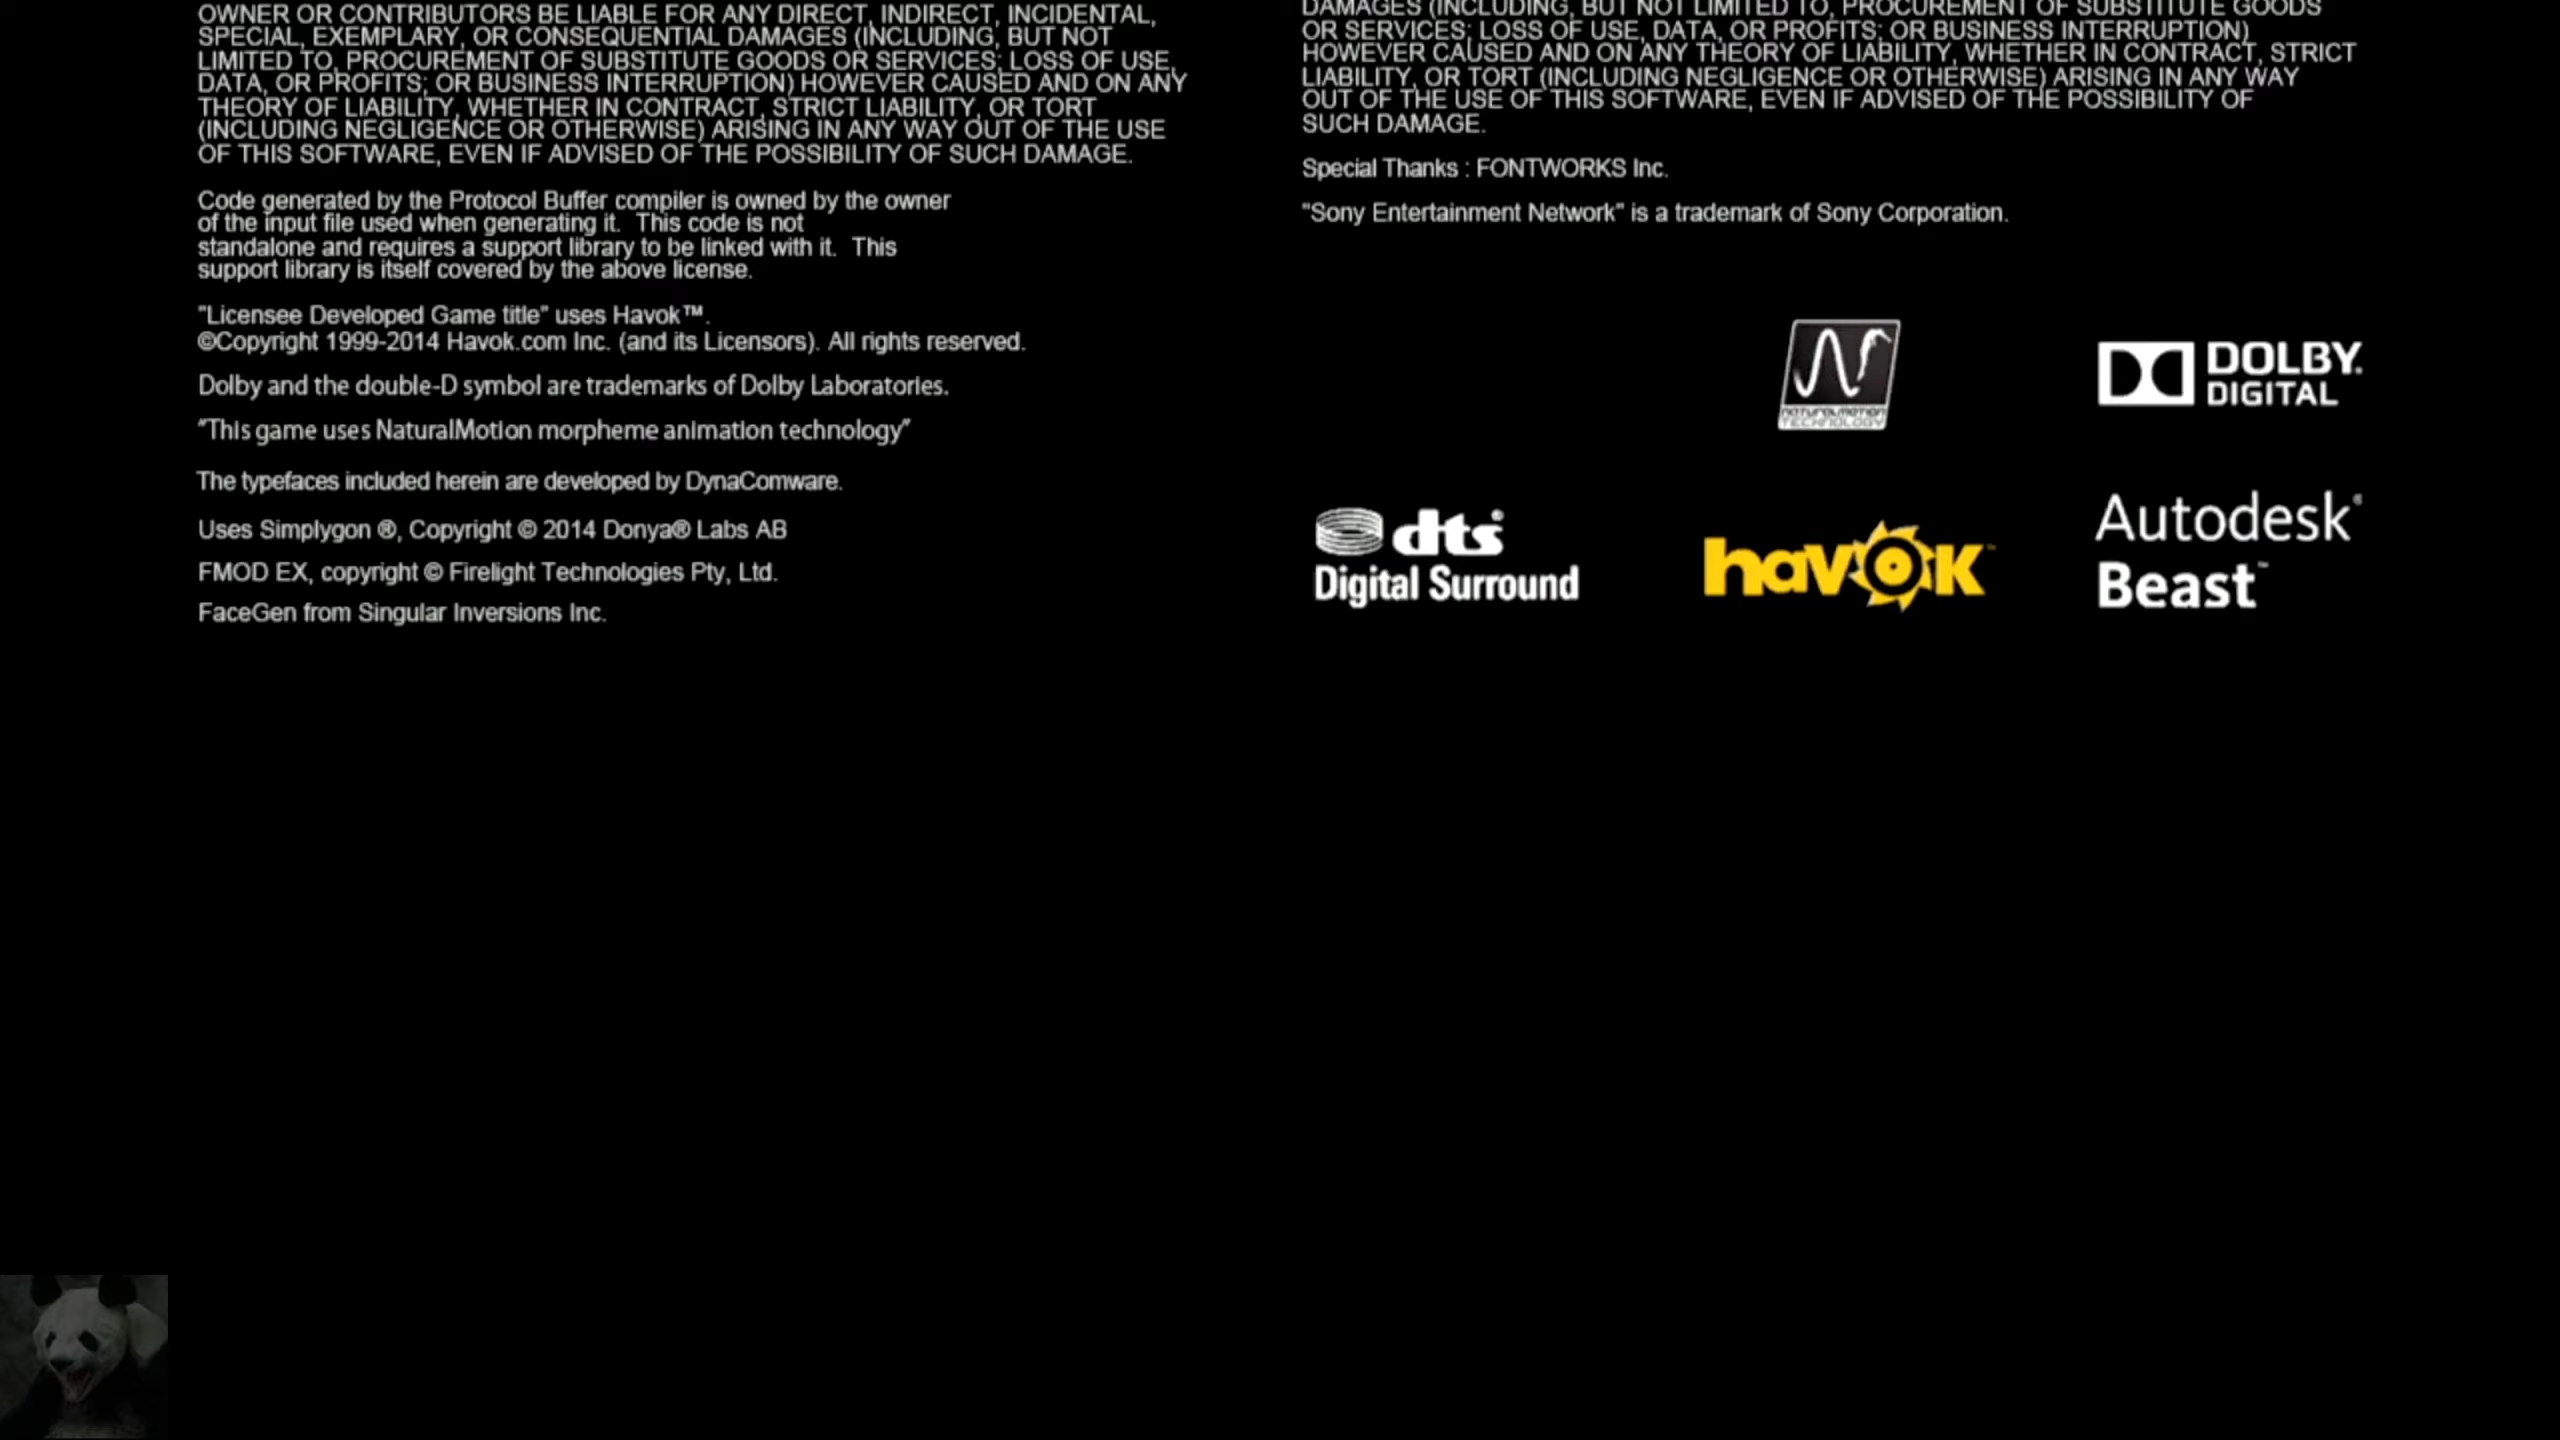 OWNER OR CONTRIBUTORS BE LIABLE FOR ANY DIRECT, INDIRECT, INCIDENTAL,
SPECIAL, EXEMPLARY, OR CONSEQUENTIAL DAMAGES (INCLUDING, BUT NOT
LIMITED TO, PROCUREMENT OF SUBSTITUTE GOODS OR SERVICES; LOSS OF USE,
DATA, OR PROFITS; OR BUSINESS INTERRUPTION) HOWEVER CAUSED AND ON ANY
THEORY OF LIABILITY, WHETHER IN CONTRACT, STRICT LIABILITY, OR TORT
(INCLUDING NEGLIGENCE OR OTHERWISE) ARISING IN ANY WAY OUT OF THE USE
OF THIS SOFTWARE, EVEN IF ADVISED OF THE POSSIBILITY OF SUCH DAMAGE.
Code generated by the Protocol Buffer compiler is owned by the owner
of the input file used when generating it.  This code is not
standalone and requires a support library to be linked with it.  This
support library is itself covered by the above license.
"Licensee Developed Game title" uses Havok™.
©Copyright 1999-2014 Havok.com Inc. (and its Licensors). All rights reserved.
Dolby and the double-D symbol are trademarks of Dolby Laboratories.
"This game uses NaturalMotion morpheme animation technology"
The typefaces included herein are developed by DynaComware.
Uses Simplygon ®, Copyright © 2014 Donya® Labs AB
FMOD EX, copyright © Firelight Technologies Pty, Ltd.
FaceGen from Singular Inversions Inc.
DAMAGES (INCLUDING, BUT NOT LIMITED TO, PROCUREMENT OF SUBSTITUTE GOODS
OR SERVICES; LOSS OF USE, DATA, OR PROFITS; OR BUSINESS INTERRUPTION)
HOWEVER CAUSED AND ON ANY THEORY OF LIABILITY, WHETHER IN CONTRACT, STRICT
LIABILITY, OR TORT (INCLUDING NEGLIGENCE OR OTHERWISE) ARISING IN ANY WAY
OUT OF THE USE OF THIS SOFTWARE, EVEN IF ADVISED OF THE POSSIBILITY OF
SUCH DAMAGE.
Special Thanks : FONTWORKS Inc.
"Sony Entertainment Network" is a trademark of Sony Corporation.
NATURALMOTION
TECHNOLOGY
DOLBY®
DIGITAL
dts®
Digital Surround
havok™
Autodesk®
Beast™